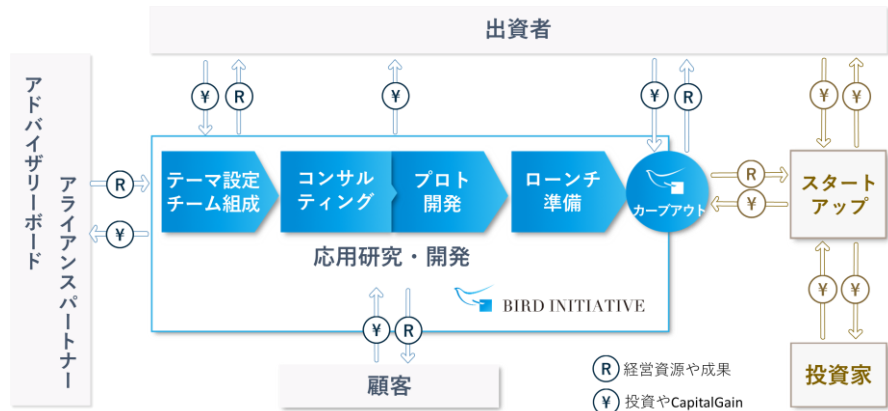 出資者
アドバイザリーボード
アライアンスパートナー
¥
R
¥
¥
R
¥
¥
R
¥
テーマ設定
チーム組成
コンサル
ティング
プロト
開発
ローンチ
準備
カーブアウト
R
¥
スタート
アップ
応用研究・開発
BIRD INITIATIVE
¥
R
¥
¥
顧客
投資家
R 経営資源や成果
¥ 投資やCapitalGain